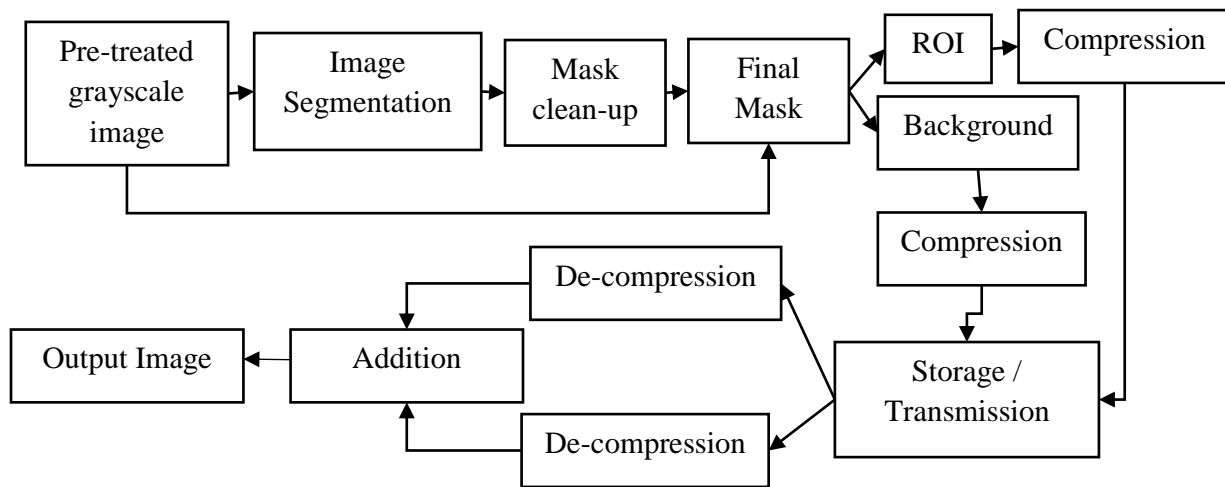 Pre-treated
grayscale
image
Image
Segmentation
Mask
clean-up
Final
Mask
ROI
Compression
Background
Compression
De-compression
Output Image
Addition
Storage /
Transmission
De-compression